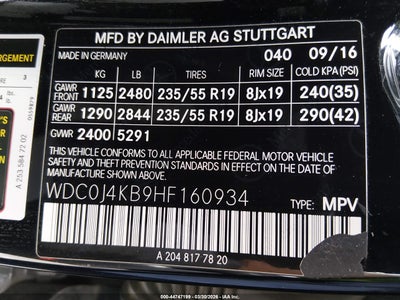 MFD BY DAIMLER AG STUTTGART
MADE IN GERMANY 040 09/16
KG LB TIRES RIM SIZE COLD KPA (PSI)
GAWR FRONT 1125 2480 235/55 R19 8Jx19 240(35)
GAWR REAR 1290 2844 235/55 R19 8Jx19 290(42)
GVWR 2400 5291
THIS VEHICLE CONFORMS TO ALL APPLICABLE FEDERAL MOTOR VEHICLE
SAFETY STANDARDS IN EFFECT ON THE DATE OF
MANUFACTURE SHOWN ABOVE.
WDC0J4KB9HF160934
TYPE: MPV
A 204 817 78 20
ARGEMENT
3
A 253 584 72 02
© IAA 000-44747199 - (03/30/2026) - IAAI.COM